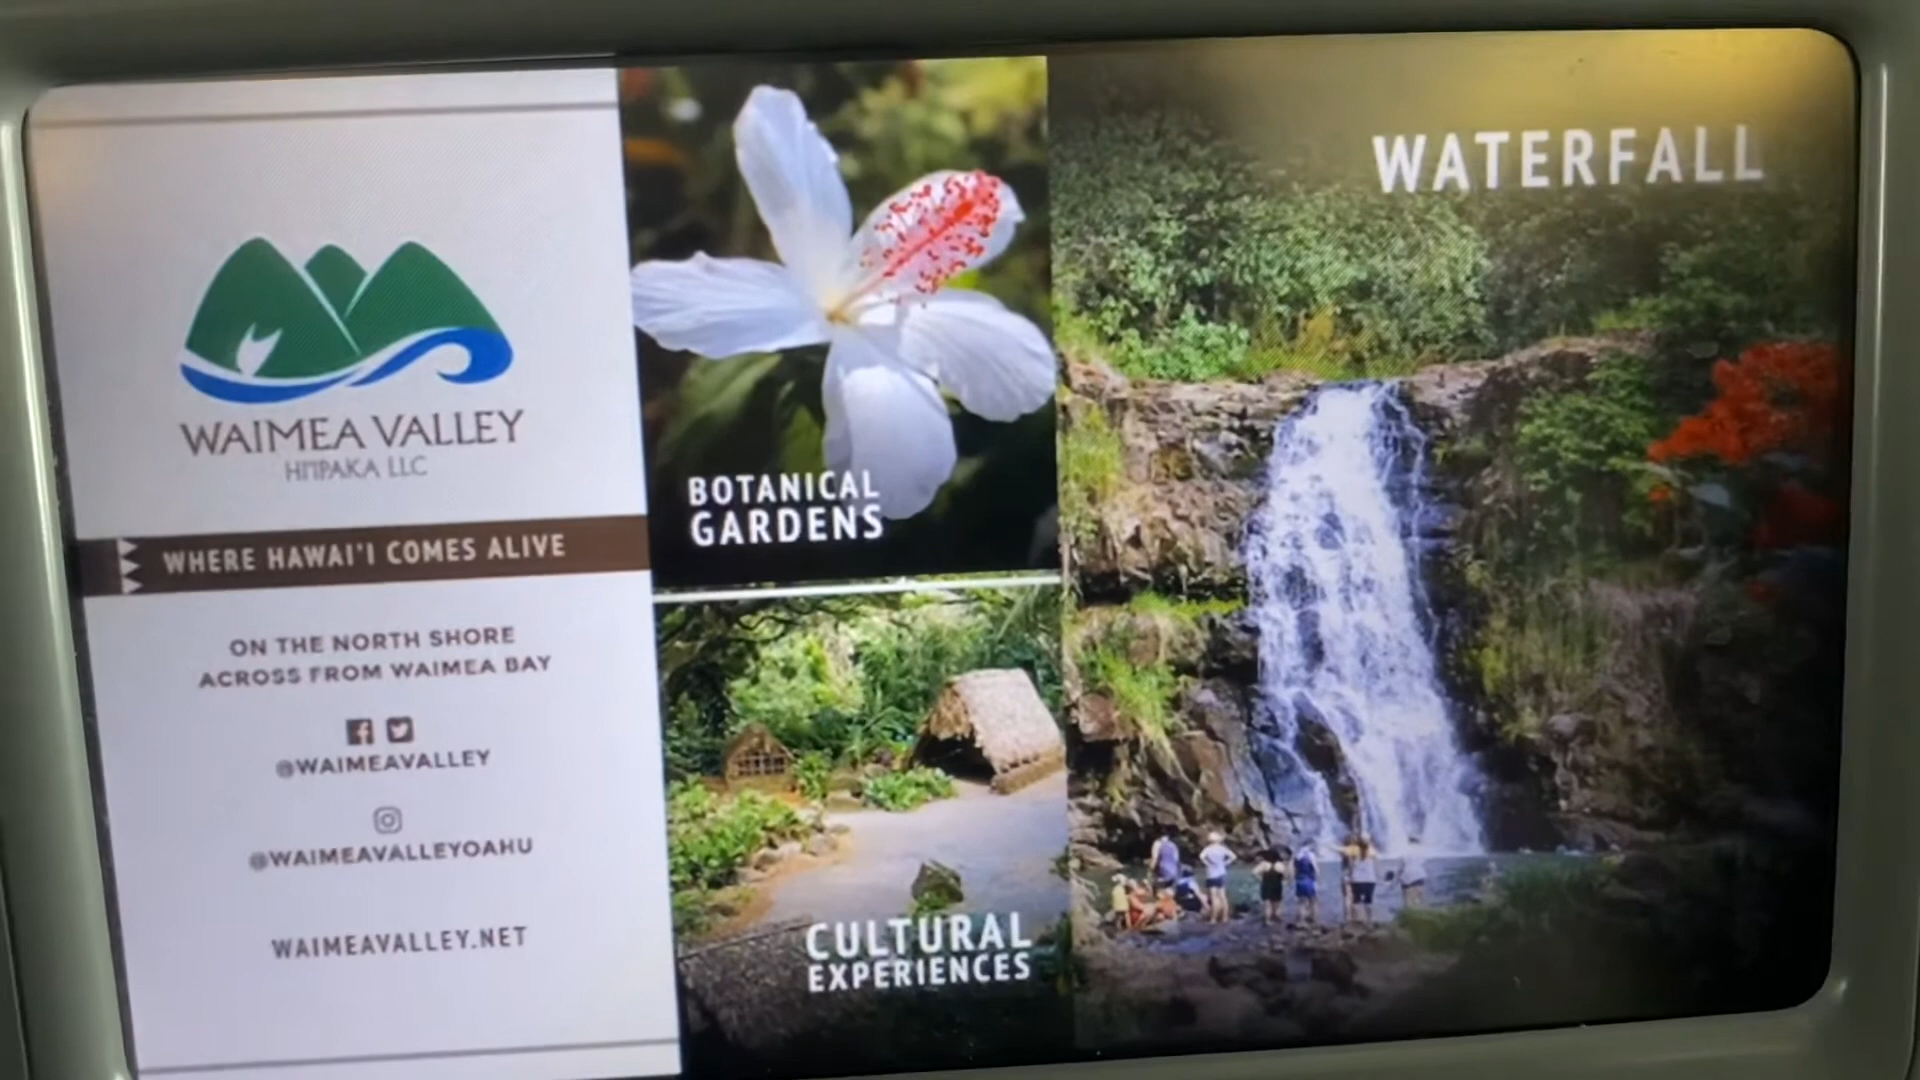 WAIMEA VALLEY
HI'IPAKA LLC
WHERE HAWAI'I COMES ALIVE
ON THE NORTH SHORE
ACROSS FROM WAIMEA BAY
@WAIMEAVALLEY
@WAIMEAVALLEYOAHU
WAIMEAVALLEY.NET
BOTANICAL
GARDENS
CULTURAL
EXPERIENCES
WATERFALL